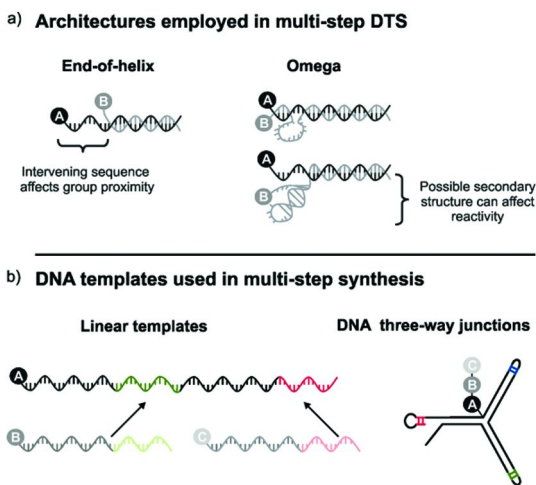 a) Architectures employed in multi-step DTS
End-of-helix
Omega
A
B
A
B
Intervening sequence
affects group proximity
A
B
Possible secondary
structure can affect
reactivity
b) DNA templates used in multi-step synthesis
Linear templates
DNA three-way junctions
A
B
C
C
B
A